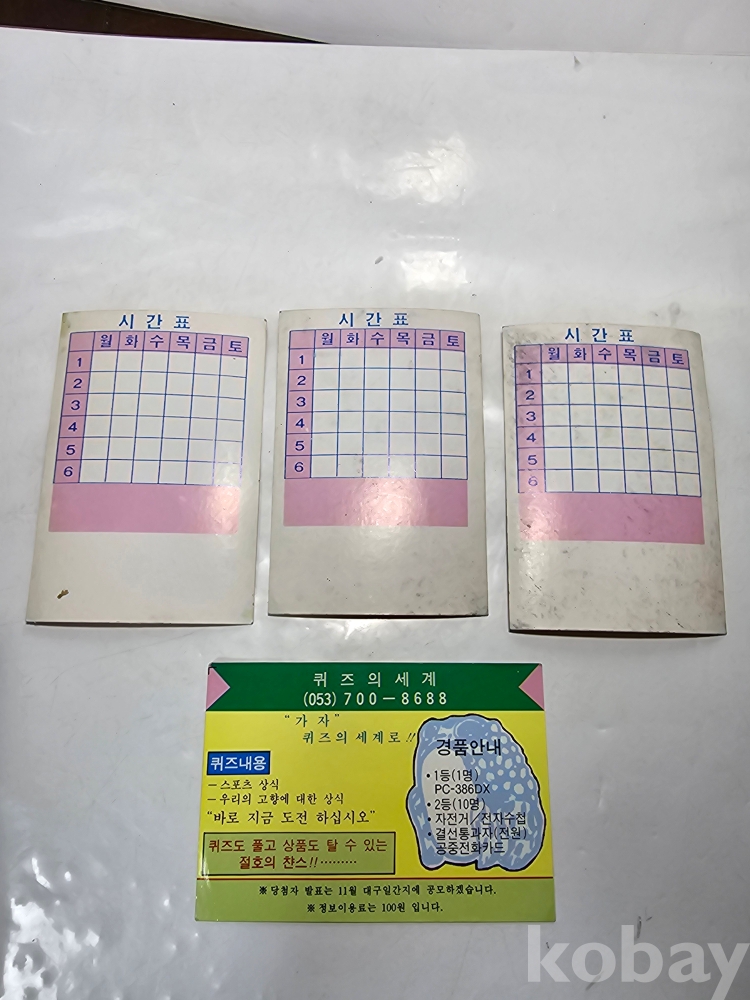 시간표
월 화 수 목 금 토
1
2
3
4
5
6
시간표
월 화 수 목 금 토
1
2
3
4
5
6
시간표
월 화 수 목 금 토
1
2
3
4
5
6
퀴즈의세계
(053) 700-8688
"가자"
퀴즈의 세계로!!
퀴즈내용
- 스포츠 상식
- 우리의 고향에 대한 상식
"바로 지금 도전 하십시오"
퀴즈도 풀고 상품도 탈 수 있는
절호의 챤스!!………
경품안내
• 1등(1명)
PC-386DX
• 2등(10명)
• 자전거／전자수첩
• 결선통과자(전원)
공중전화카드
※ 당첨자 발표는 11월 대구일간지에 공모하겠습니다.
※ 정보이용료는 100원 입니다.
kobay